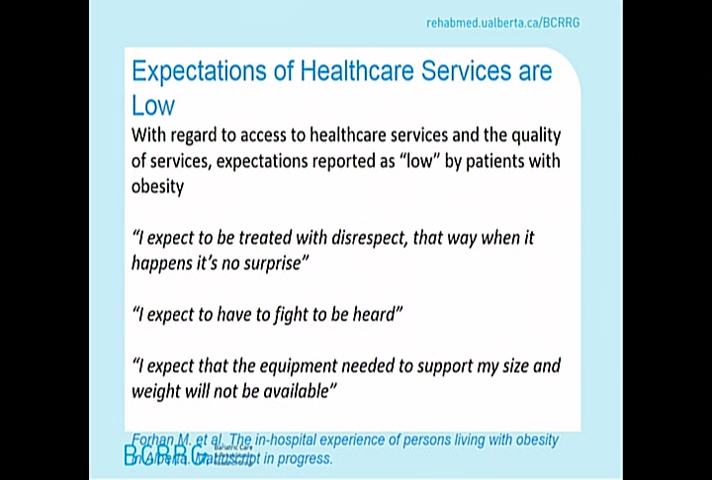 rehabmed.ualberta.ca/BCRRG
Expectations of Healthcare Services are
Low
With regard to access to healthcare services and the quality
of services, expectations reported as “low” by patients with
obesity
“I expect to be treated with disrespect, that way when it
happens it’s no surprise”
“I expect to have to fight to be heard”
“I expect that the equipment needed to support my size and
weight will not be available”
Forhan M. et al. The in-hospital experience of persons living with obesity
in Alberta. Manuscript in progress.
BCRRG